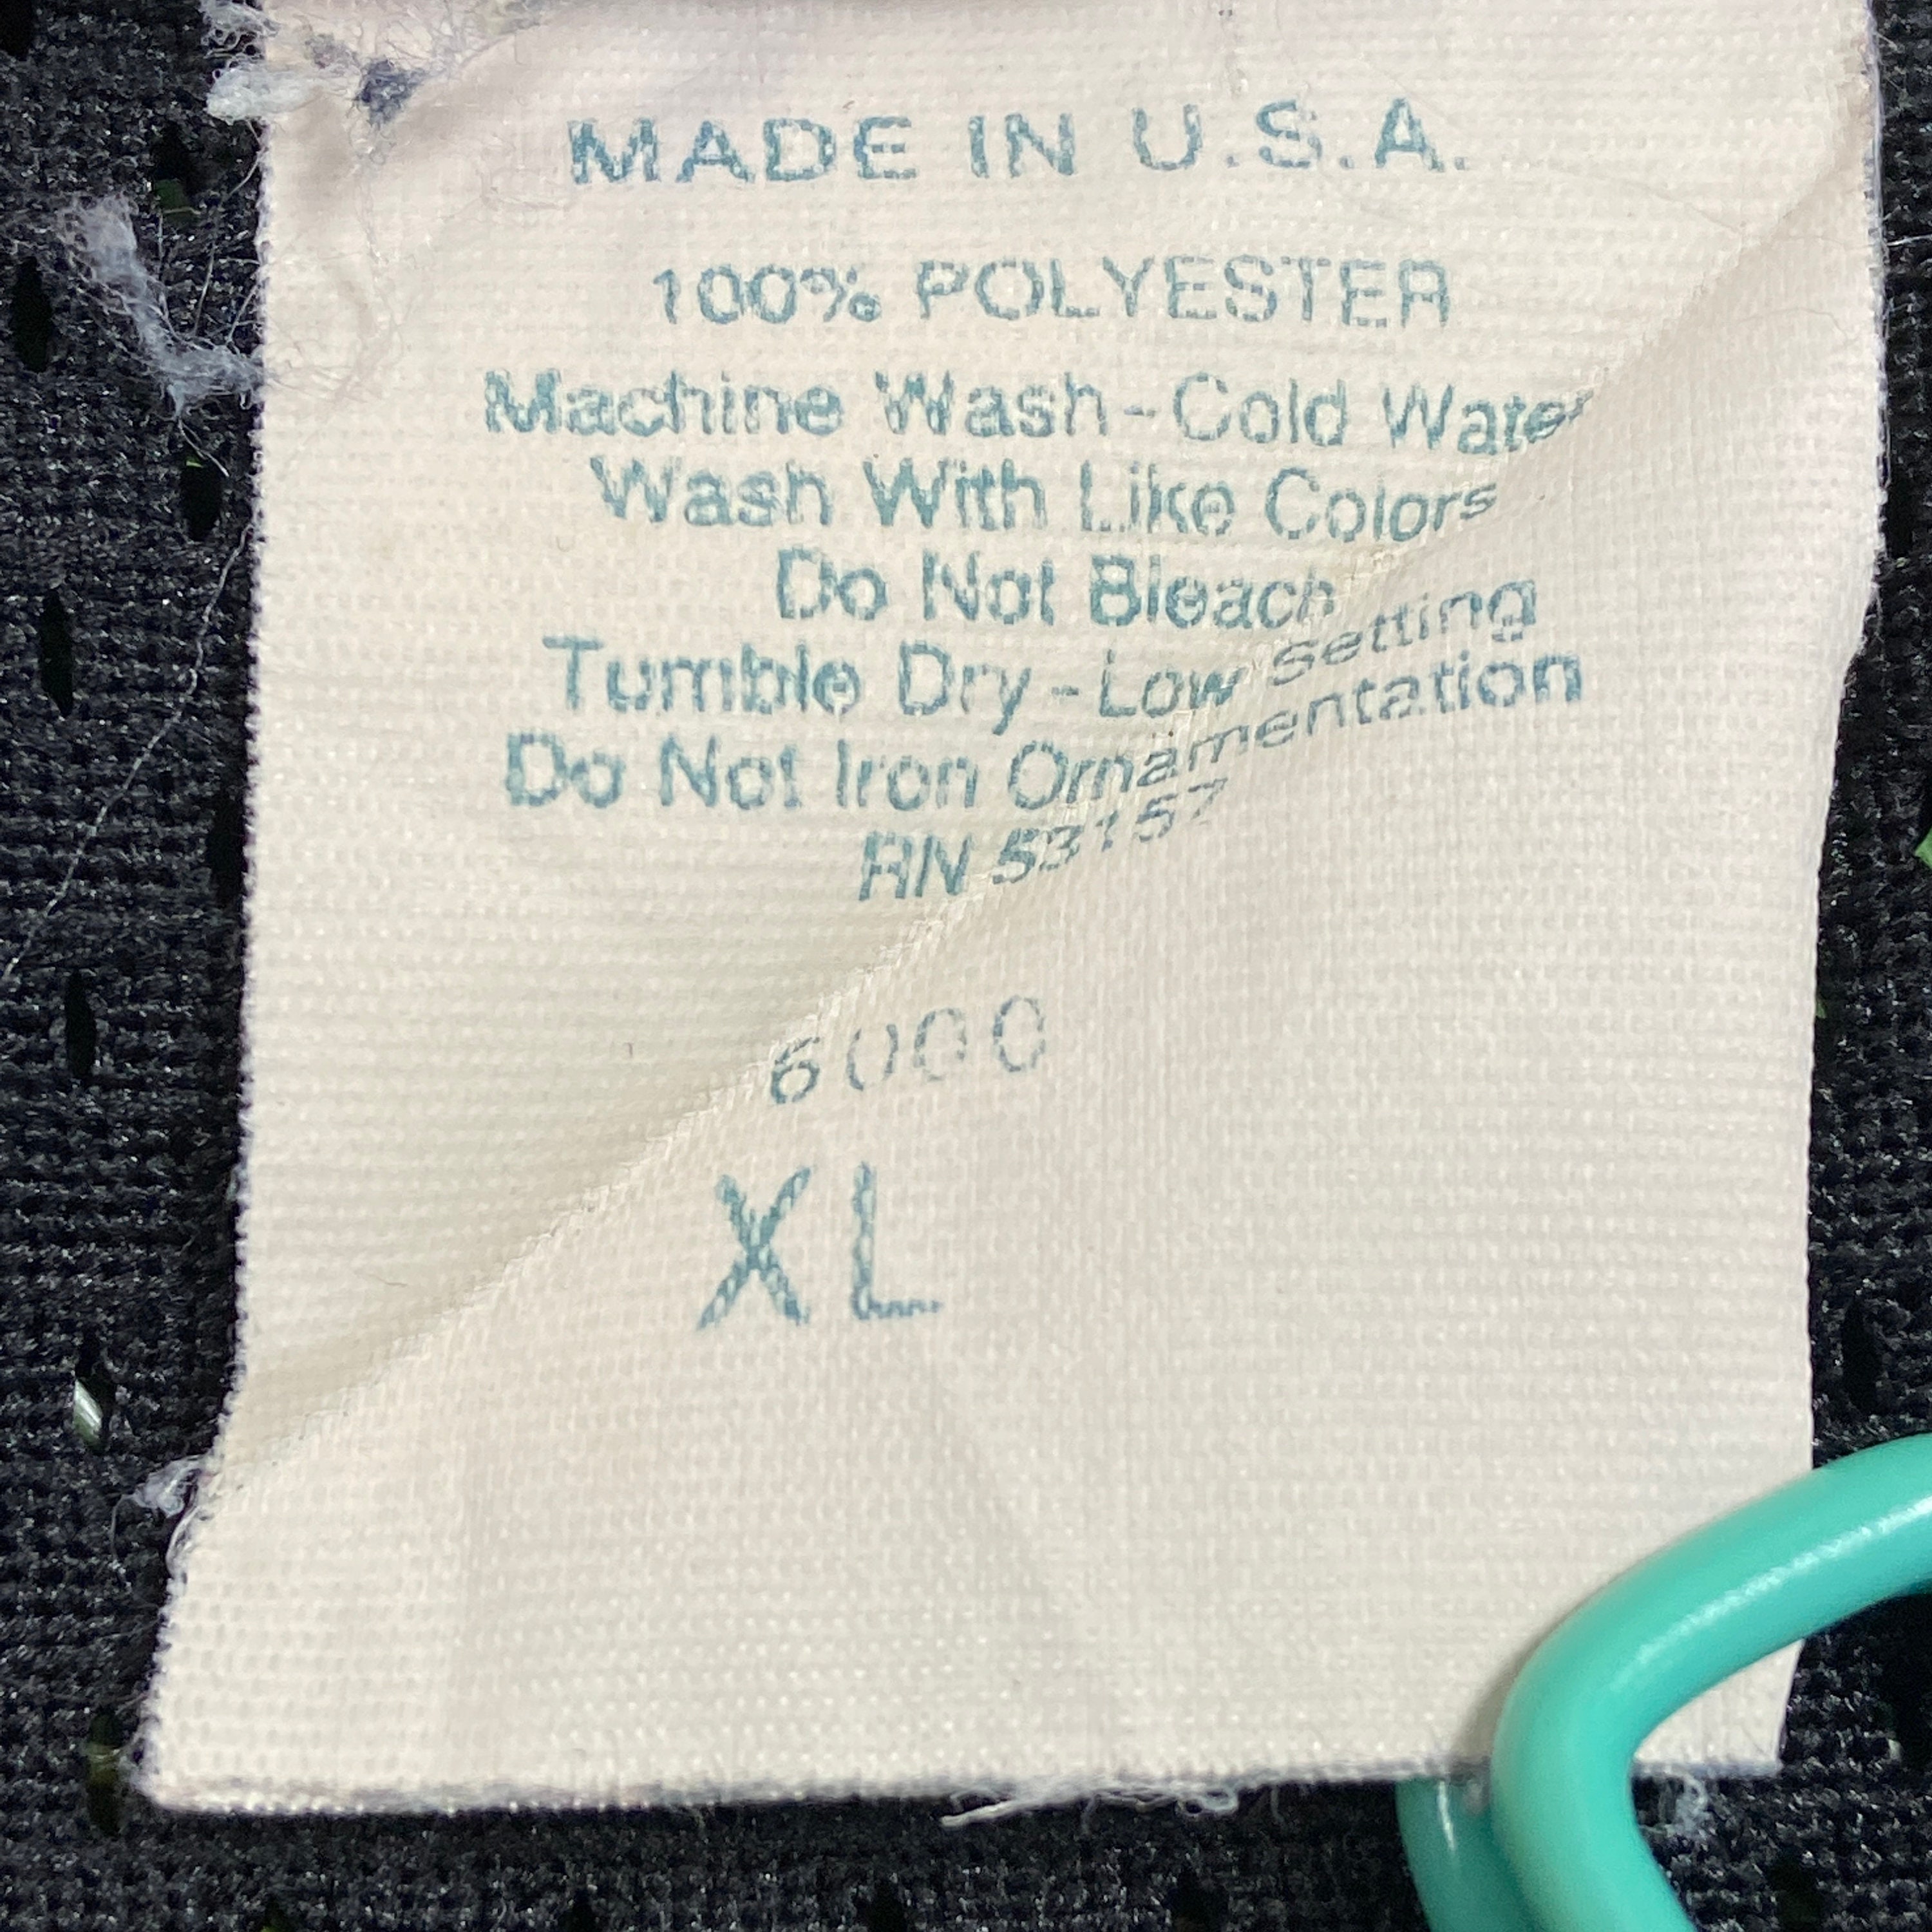 MADE IN U.S.A.
100% POLYESTER
Machine Wash-Cold Water
Wash With Like Colors
Do Not Bleach
Tumble Dry-Low Setting
Do Not Iron Ornamentation
RN 53157
6000
XL